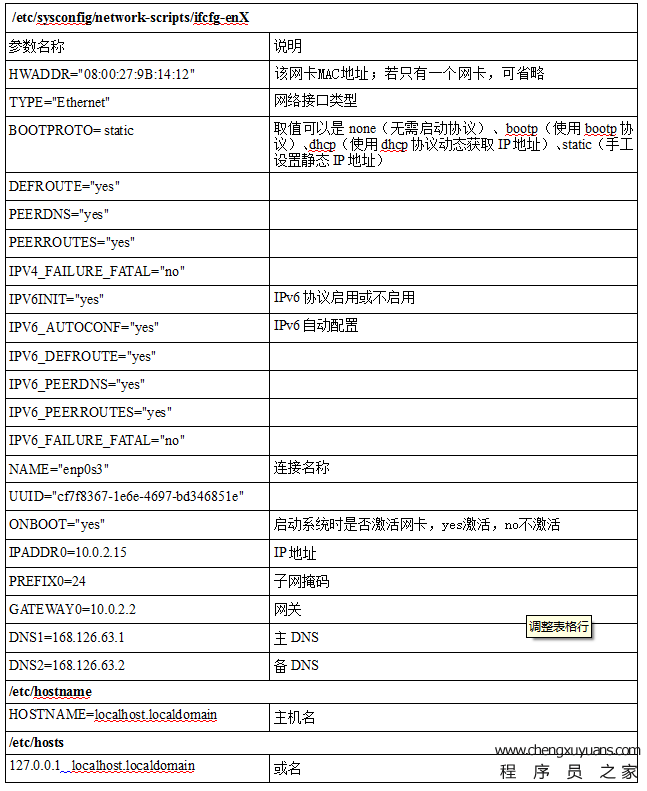 /etc/sysconfig/network-scripts/ifcfg-enX
参数名称 说明
HWADDR="08:00:27:9B:14:12" 该网卡MAC地址；若只有一个网卡，可省略
TYPE="Ethernet" 网络接口类型
BOOTPROTO= static 取值可以是 none（无需启动协议）、bootp（使用 bootp 协
议）、dhcp（使用 dhcp 协议动态获取 IP 地址）、static（手工
设置静态 IP 地址）
DEFROUTE="yes"
PEERDNS="yes"
PEERROUTES="yes"
IPV4_FAILURE_FATAL="no"
IPV6INIT="yes" IPv6 协议启用或不启用
IPV6_AUTOCONF="yes" IPv6 自动配置
IPV6_DEFROUTE="yes"
IPV6_PEERDNS="yes"
IPV6_PEERROUTES="yes"
IPV6_FAILURE_FATAL="no"
NAME="enp0s3" 连接名称
UUID="cf7f8367-1e6e-4697-bd346851e"
ONBOOT="yes" 启动系统时是否激活网卡，yes激活，no不激活
IPADDR0=10.0.2.15 IP 地址
PREFIX0=24 子网掩码
GATEWAY0=10.0.2.2 网关
调整表格行
DNS1=168.126.63.1 主 DNS
DNS2=168.126.63.2 备 DNS
/etc/hostname
HOSTNAME=localhost.localdomain 主机名
/etc/hosts
127.0.0.1 localhost.localdomain 或名
www.chengxuyuans.com
程 序 员 之 家